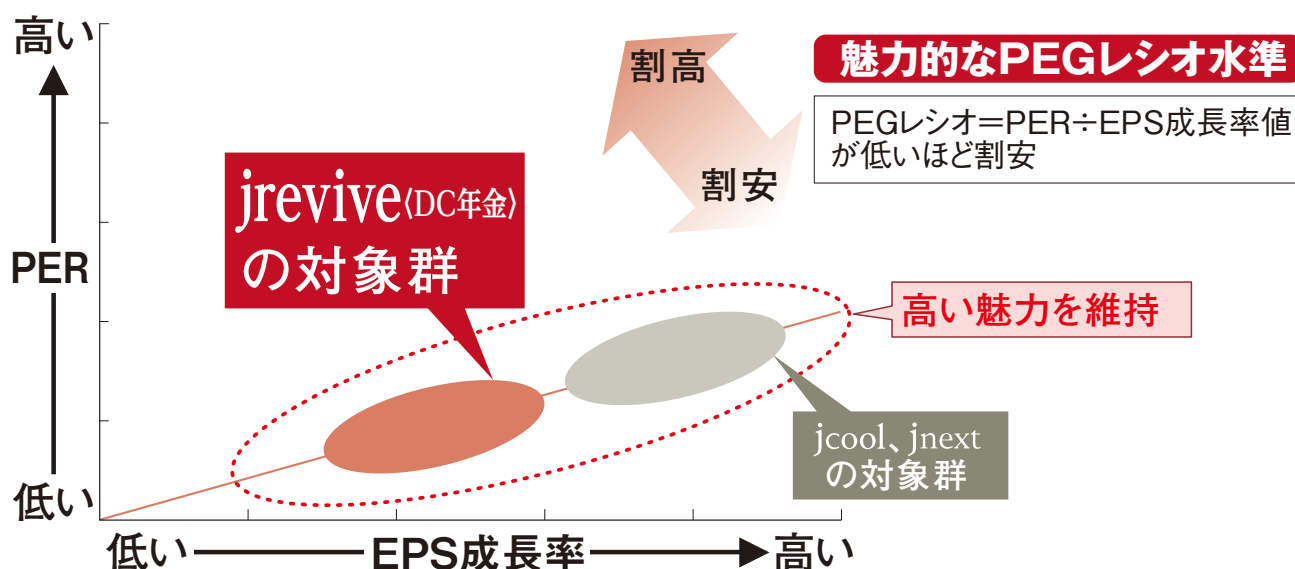 高い
PER
低い
低い
EPS成長率
高い
割高
割安
魅力的なPEGレシオ水準
PEGレシオ＝PER÷EPS成長率値
が低いほど割安
jrevive〈DC年金〉
の対象群
高い魅力を維持
jcool、jnext
の対象群